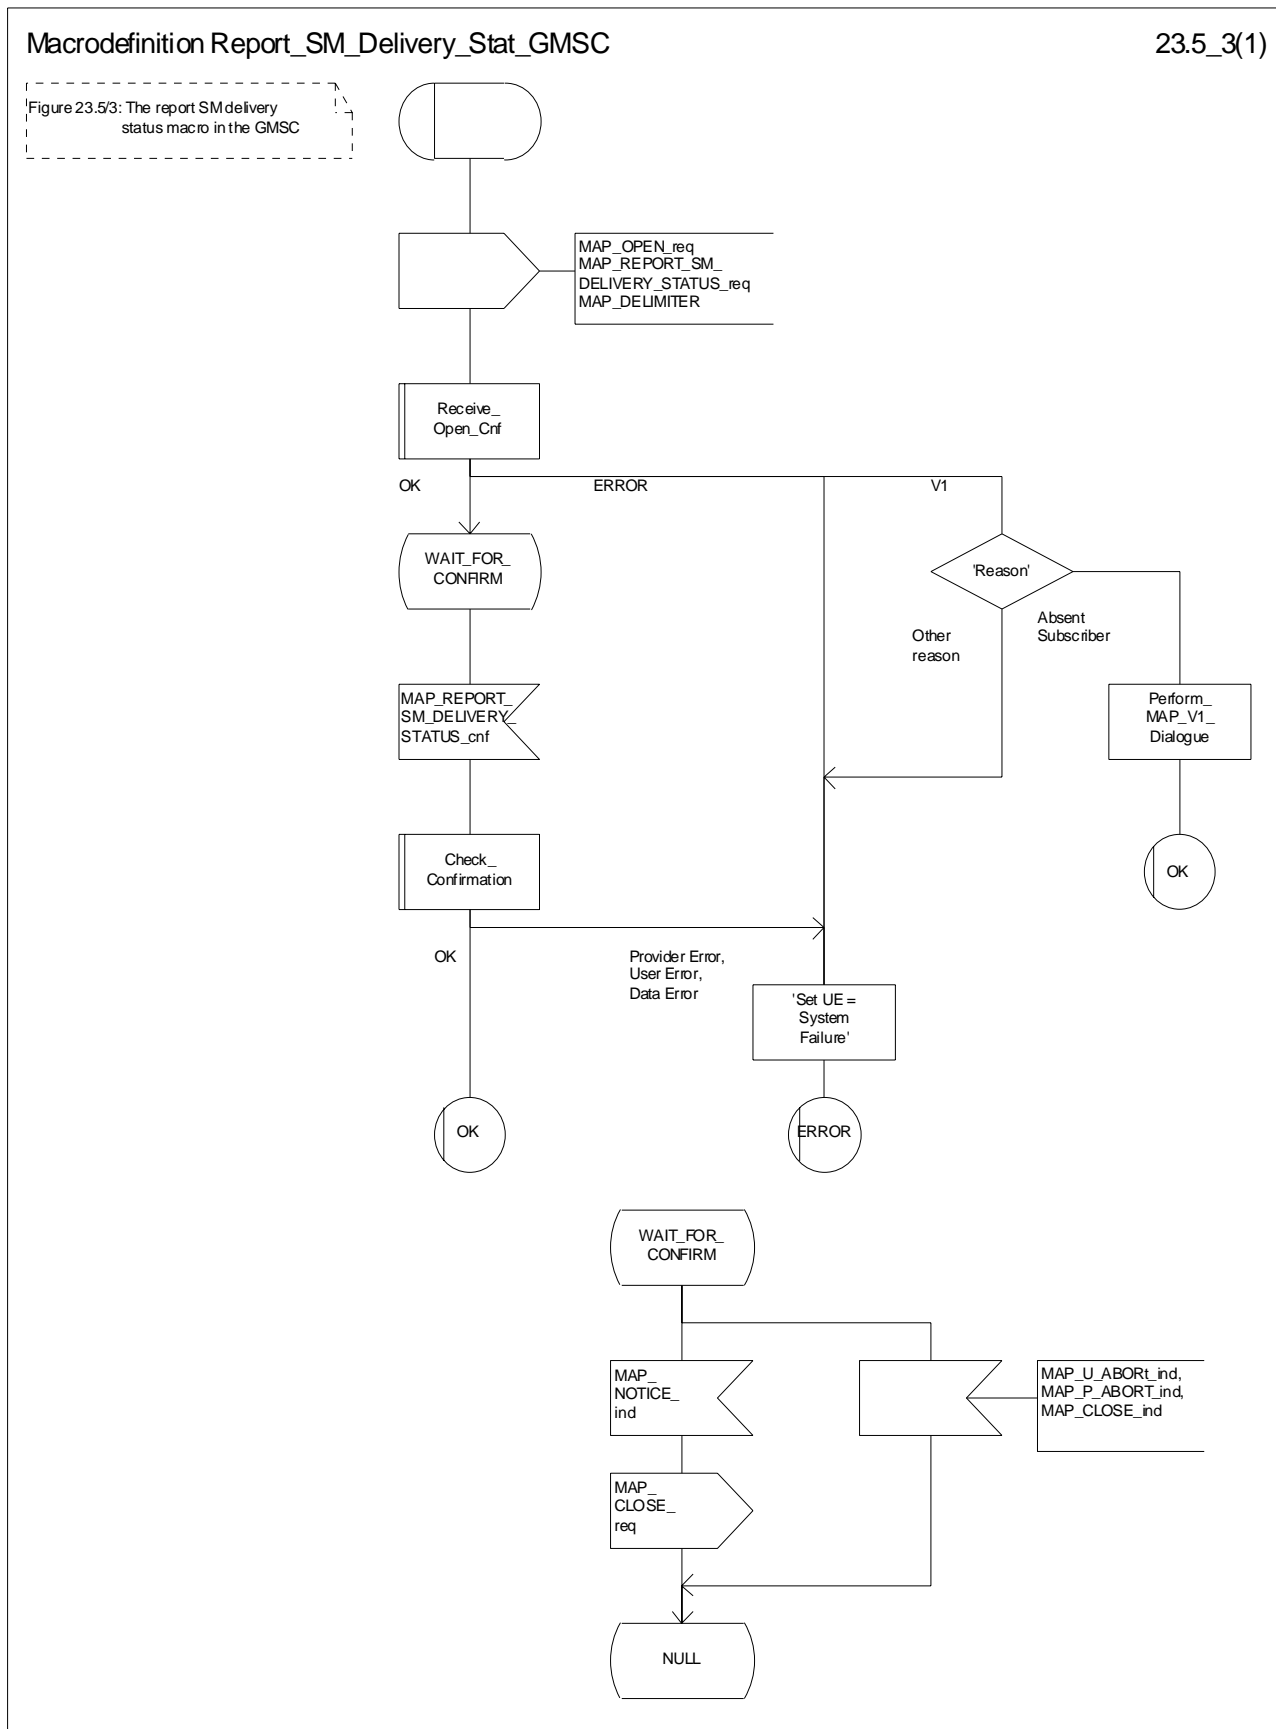 Macrodefinition Report_SM_Delivery_Stat_GMSC
23.5_3(1)
Figure 23.5/3: The report SM delivery
status macro in the GMSC
MAP_OPEN_req
MAP_REPORT_SM_
DELIVERY_STATUS_req
MAP_DELIMITER
Receive_
Open_Cnf
OK
ERROR
V1
WAIT_FOR_
CONFIRM
'Reason'
Other
reason
Absent
Subscriber
MAP_REPORT_
SM_DELIVERY_
STATUS_cnf
Perform_
MAP_V1_
Dialogue
Check_
Confirmation
OK
OK
Provider Error,
User Error,
Data Error
'Set UE =
System
Failure'
OK
ERROR
WAIT_FOR_
CONFIRM
MAP_
NOTICE_
ind
MAP_U_ABORt_ind,
MAP_P_ABORT_ind,
MAP_CLOSE_ind
MAP_
CLOSE_
req
NULL